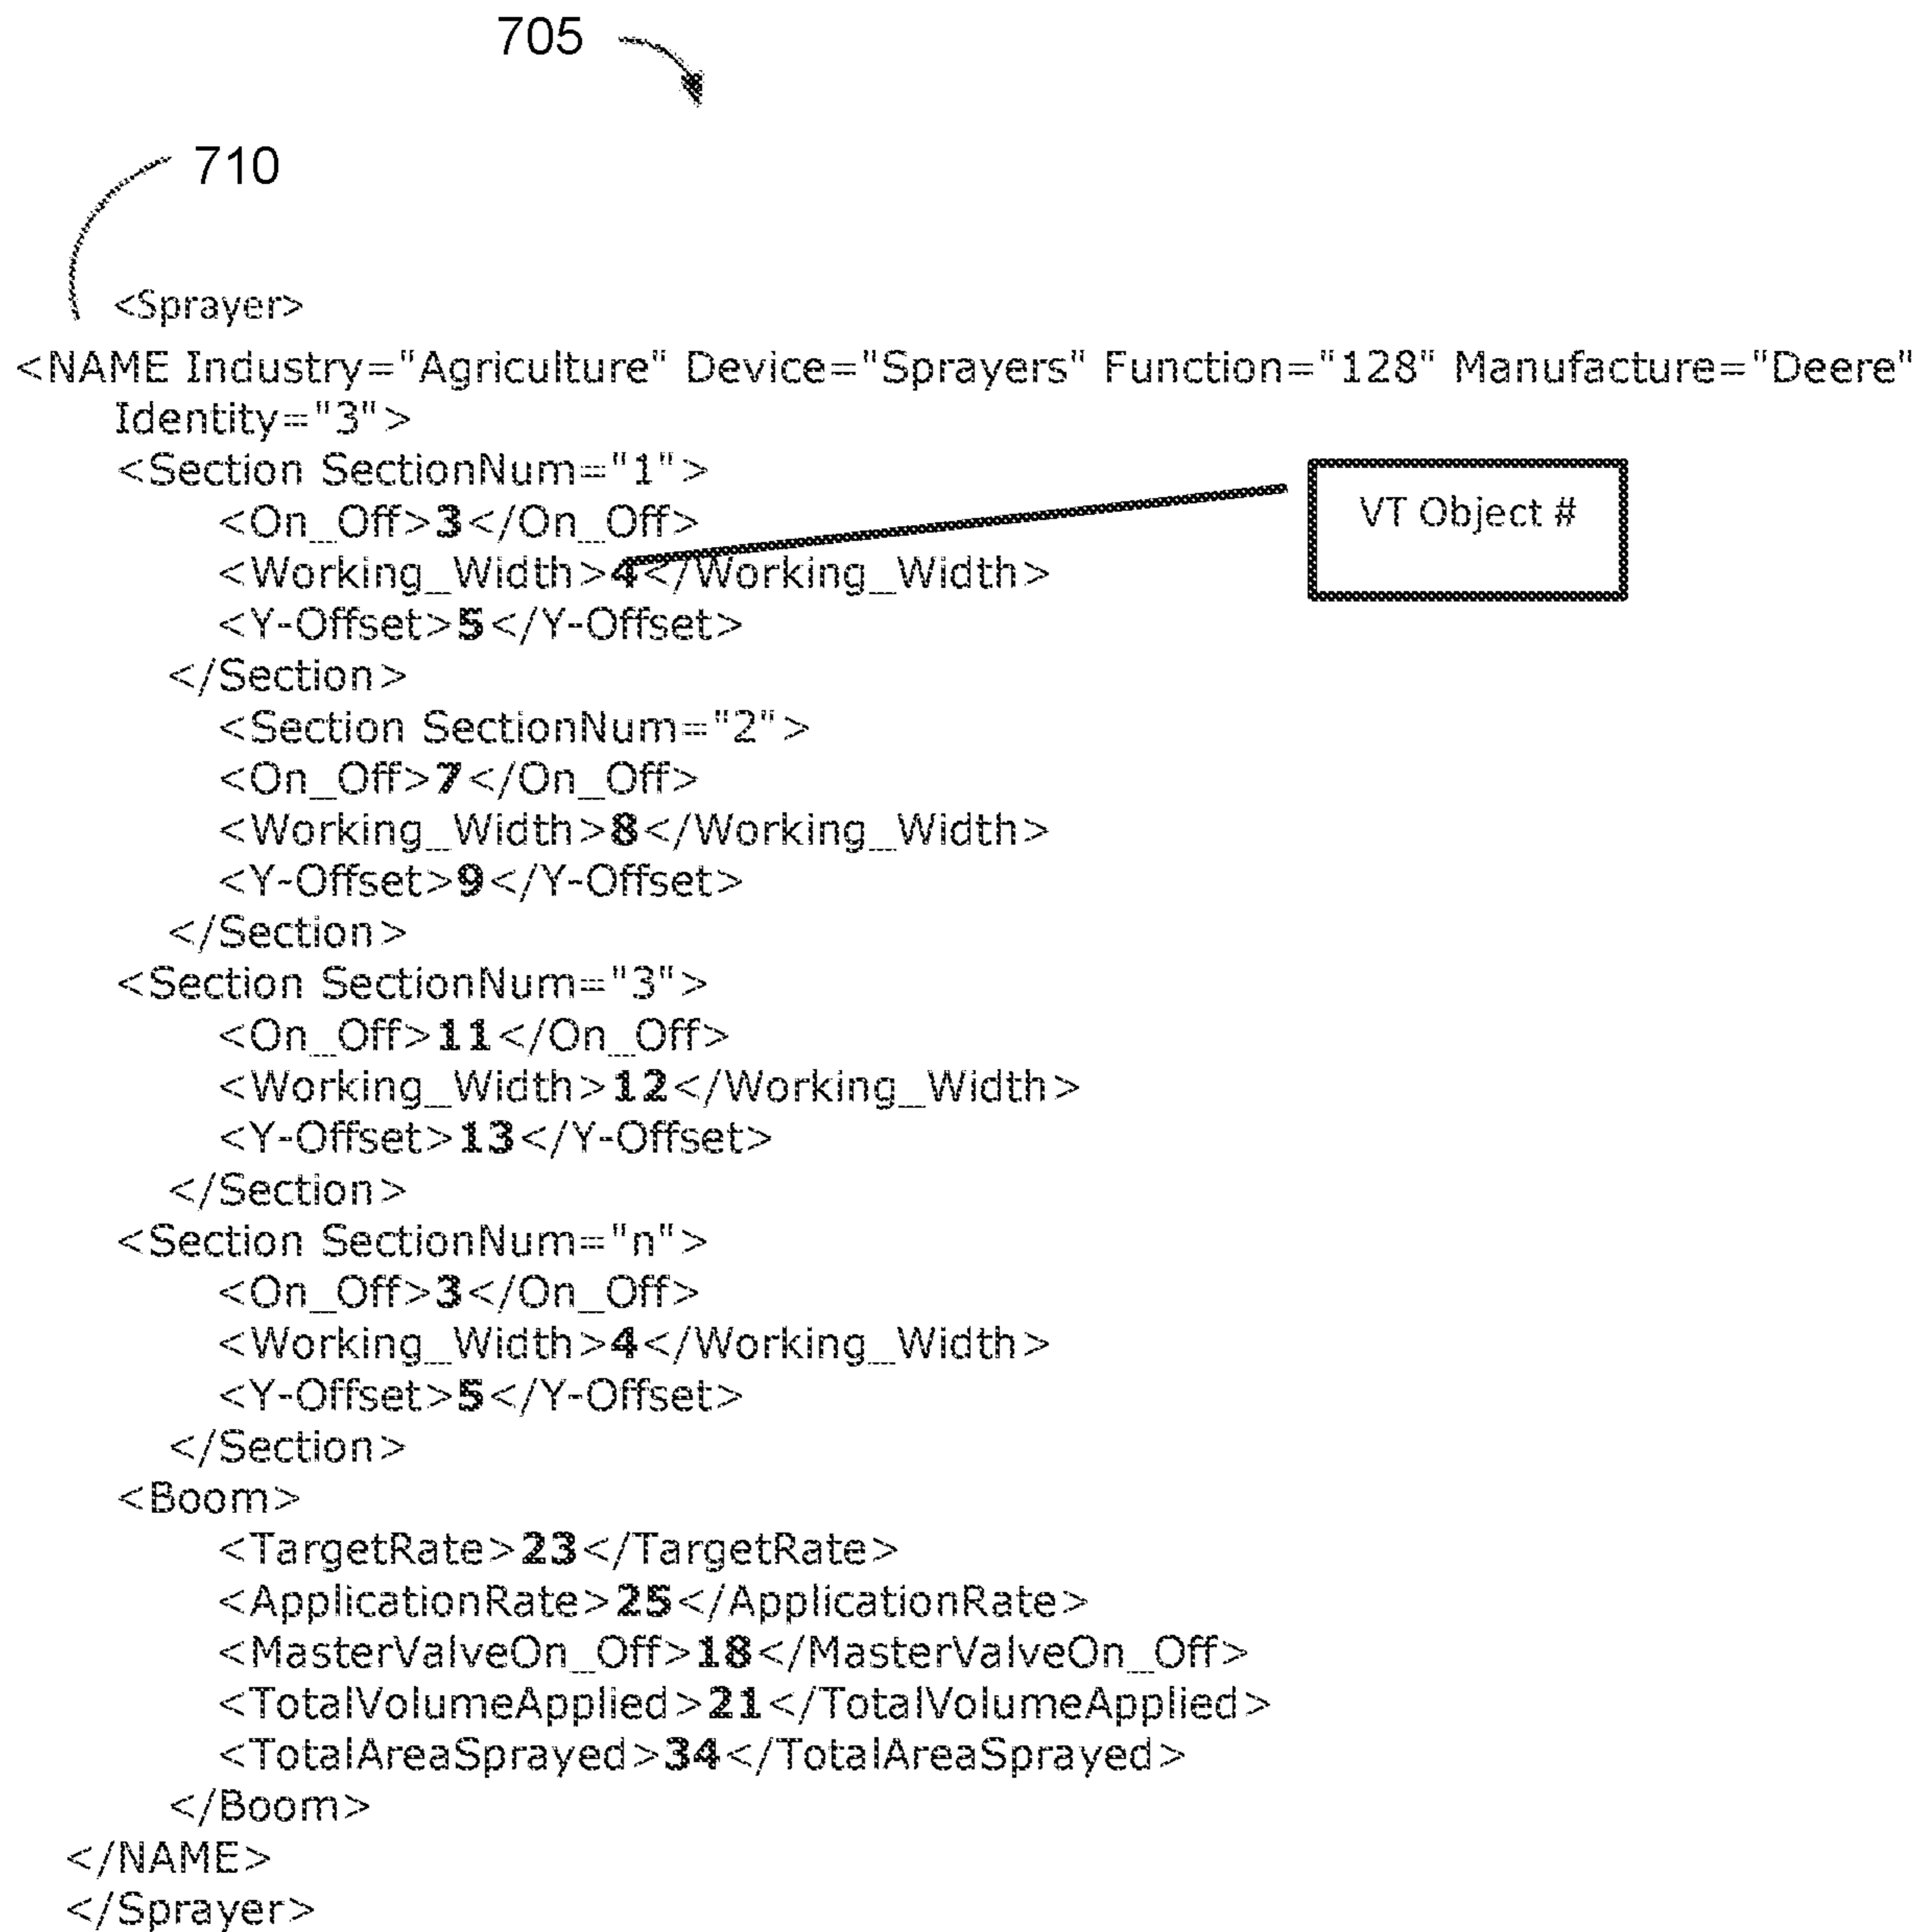 705
710
<Sprayer>
<NAME Industry="Agriculture" Device="Sprayers" Function="128" Manufacture="Deere"
Identity="3">
<Section SectionNum="1">
<On_Off>3</On_Off>
<Working_Width>4</Working_Width>
<Y-Offset>5</Y-Offset>
</Section>
<Section SectionNum="2">
<On_Off>7</On_Off>
<Working_Width>8</Working_Width>
<Y-Offset>9</Y-Offset>
</Section>
<Section SectionNum="3">
<On_Off>11</On_Off>
<Working_Width>12</Working_Width>
<Y-Offset>13</Y-Offset>
</Section>
<Section SectionNum="n">
<On_Off>3</On_Off>
<Working_Width>4</Working_Width>
<Y-Offset>5</Y-Offset>
</Section>
<Boom>
<TargetRate>23</TargetRate>
<ApplicationRate>25</ApplicationRate>
<MasterValveOn_Off>18</MasterValveOn_Off>
<TotalVolumeApplied>21</TotalVolumeApplied>
<TotalAreaSprayed>34</TotalAreaSprayed>
</Boom>
</NAME>
</Sprayer>
VT Object #